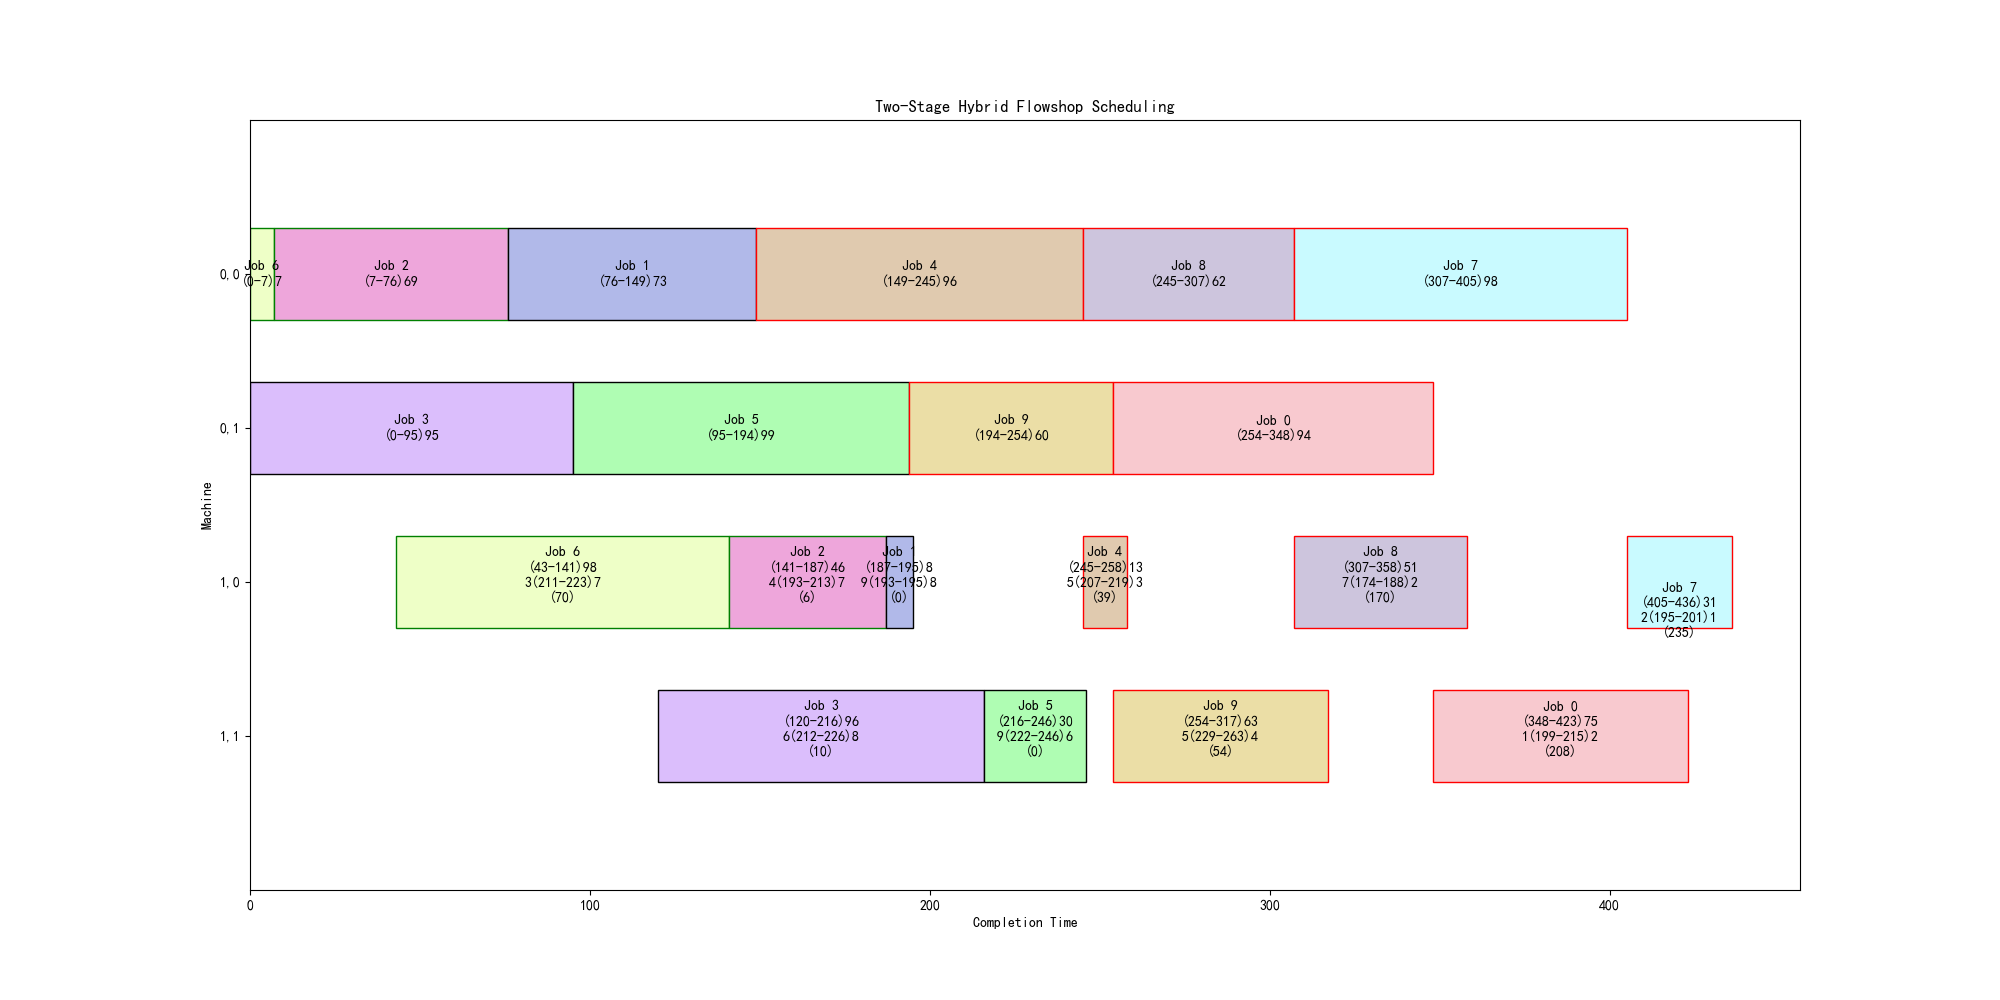 Two-Stage Hybrid Flowshop Scheduling
0,0
Job 6
(0-7)7
Job 2
(7-76)69
Job 1
(76-149)73
Job 4
(149-245)96
Job 8
(245-307)62
Job 7
(307-405)98
0,1
Job 3
(0-95)95
Job 5
(95-194)99
Job 9
(194-254)60
Job 0
(254-348)94
Machine
1,0
Job 6
(43-141)98
3(211-223)7
(70)
Job 2
(141-187)46
4(193-213)7
(6)
Job 1
(187-195)8
9(193-195)8
(0)
Job 4
(245-258)13
5(207-219)3
(39)
Job 8
(307-358)51
7(174-188)2
(170)
Job 7
(405-436)31
2(195-201)1
(235)
1,1
Job 3
(120-216)96
6(212-226)8
(10)
Job 5
(216-246)30
9(222-246)6
(0)
Job 9
(254-317)63
5(229-263)4
(54)
Job 0
(348-423)75
1(199-215)2
(208)
0
100
200
300
400
Completion Time